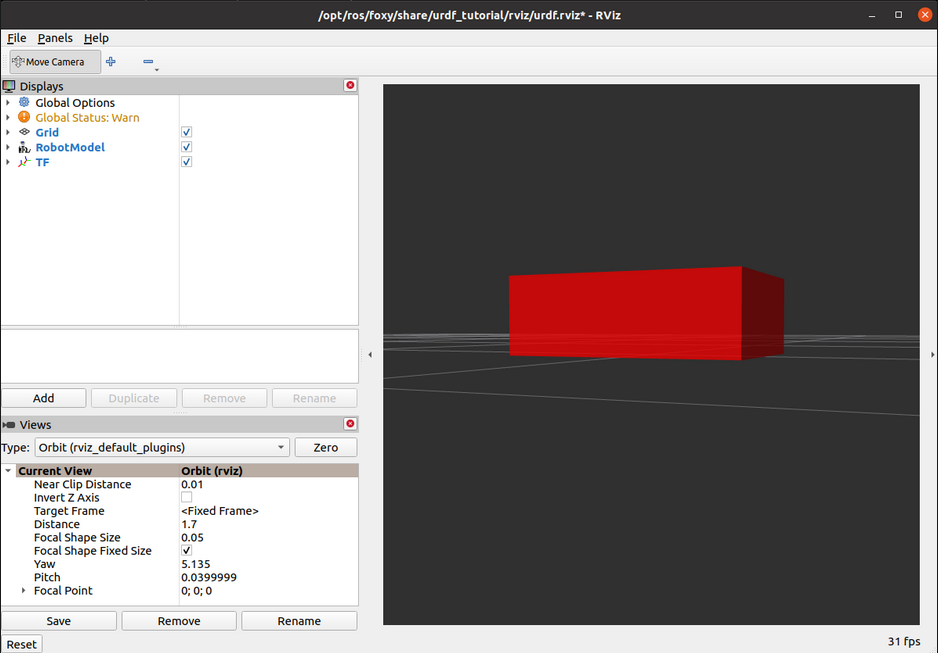 /opt/ros/foxy/share/urdf_tutorial/rviz/urdf.rviz* - RViz
File Panels Help
Move Camera
Displays
Global Options
Global Status: Warn
Grid
RobotModel
TF
Add Duplicate Remove Rename
Views
Type: Orbit (rviz_default_plugins) Zero
Current View Orbit (rviz)
Near Clip Distance 0.01
Invert Z Axis
Target Frame <Fixed Frame>
Distance 1.7
Focal Shape Size 0.05
Focal Shape Fixed Size
Yaw 5.135
Pitch 0.0399999
Focal Point 0; 0; 0
Save Remove Rename
Reset 31 fps